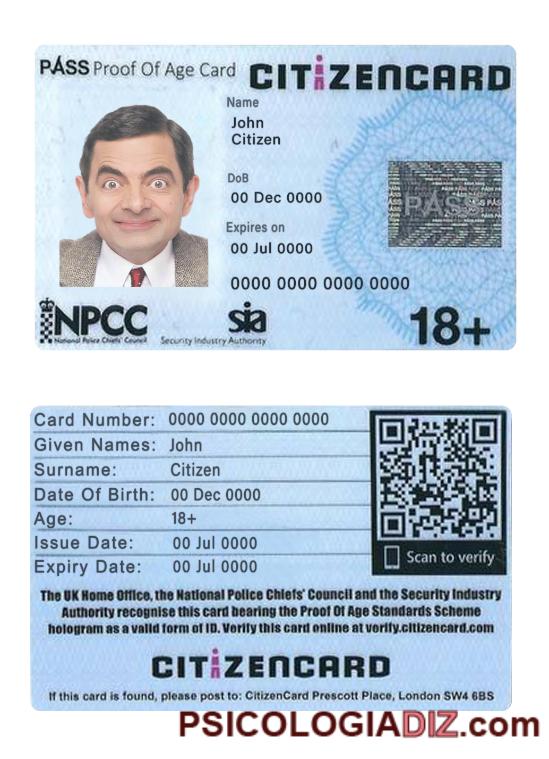 PASS Proof Of Age Card CITIZENCARD
Name
John
Citizen
DoB
00 Dec 0000
PASS
Expires on
00 Jul 0000
0000 0000 0000 0000
NPCC
National Police Chiefs' Council
sia
Security Industry Authority
18+
Card Number: 0000 0000 0000 0000
Given Names: John
Surname: Citizen
Date Of Birth: 00 Dec 0000
Age: 18+
Issue Date: 00 Jul 0000
Expiry Date: 00 Jul 0000
Scan to verify
The UK Home Office, the National Police Chiefs' Council and the Security Industry
Authority recognise this card bearing the Proof Of Age Standards Scheme
hologram as a valid form of ID. Verify this card online at verify.citizencard.com
CITIZENCARD
If this card is found, please post to: CitizenCard Prescott Place, London SW4 6BS
PSICOLOGIADIZ.com